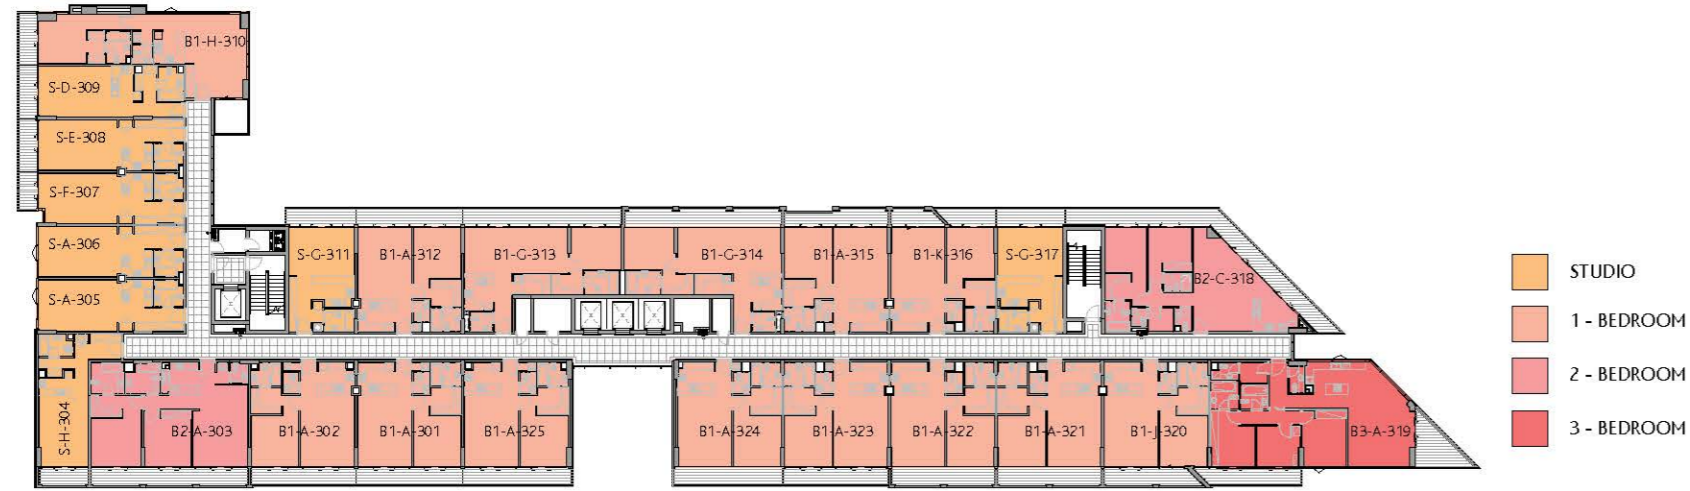 B1-H-310
S-D-309
S-E-308
S-F-307
S-A-306
S-A-305
S-H-304
S-G-311
B1-A-312
B1-G-313
B1-G-314
B1-A-315
B1-K-316
S-G-317
B2-C-318
B2-A-303
B1-A-302
B1-A-301
B1-A-325
B1-A-324
B1-A-323
B1-A-322
B1-A-321
B1-J-320
B3-A-319
STUDIO
1 - BEDROOM
2 - BEDROOM
3 - BEDROOM